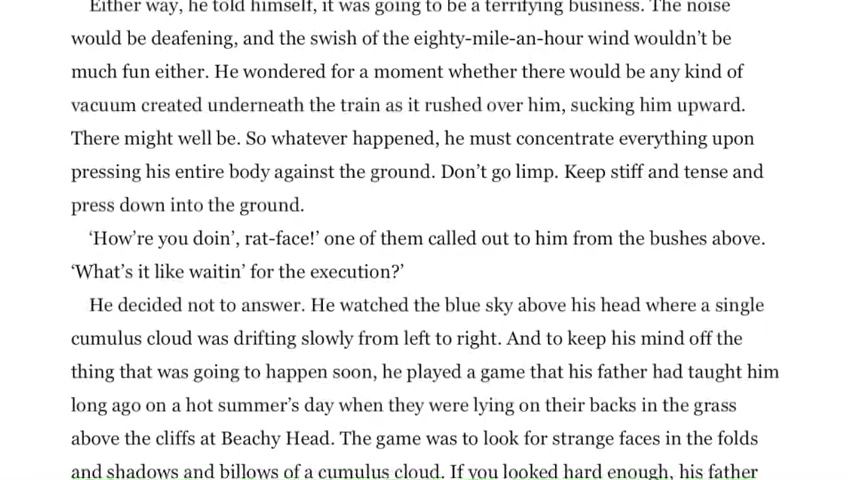 Either way, he told himself, it was going to be a terrifying business. The noise
would be deafening, and the swish of the eighty-mile-an-hour wind wouldn’t be
much fun either. He wondered for a moment whether there would be any kind of
vacuum created underneath the train as it rushed over him, sucking him upward.
There might well be. So whatever happened, he must concentrate everything upon
pressing his entire body against the ground. Don’t go limp. Keep stiff and tense and
press down into the ground.
‘How’re you doin’, rat-face!’ one of them called out to him from the bushes above.
‘What’s it like waitin’ for the execution?’
He decided not to answer. He watched the blue sky above his head where a single
cumulus cloud was drifting slowly from left to right. And to keep his mind off the
thing that was going to happen soon, he played a game that his father had taught him
long ago on a hot summer’s day when they were lying on their backs in the grass
above the cliffs at Beachy Head. The game was to look for strange faces in the folds
and shadows and billows of a cumulus cloud. If you looked hard enough, his father